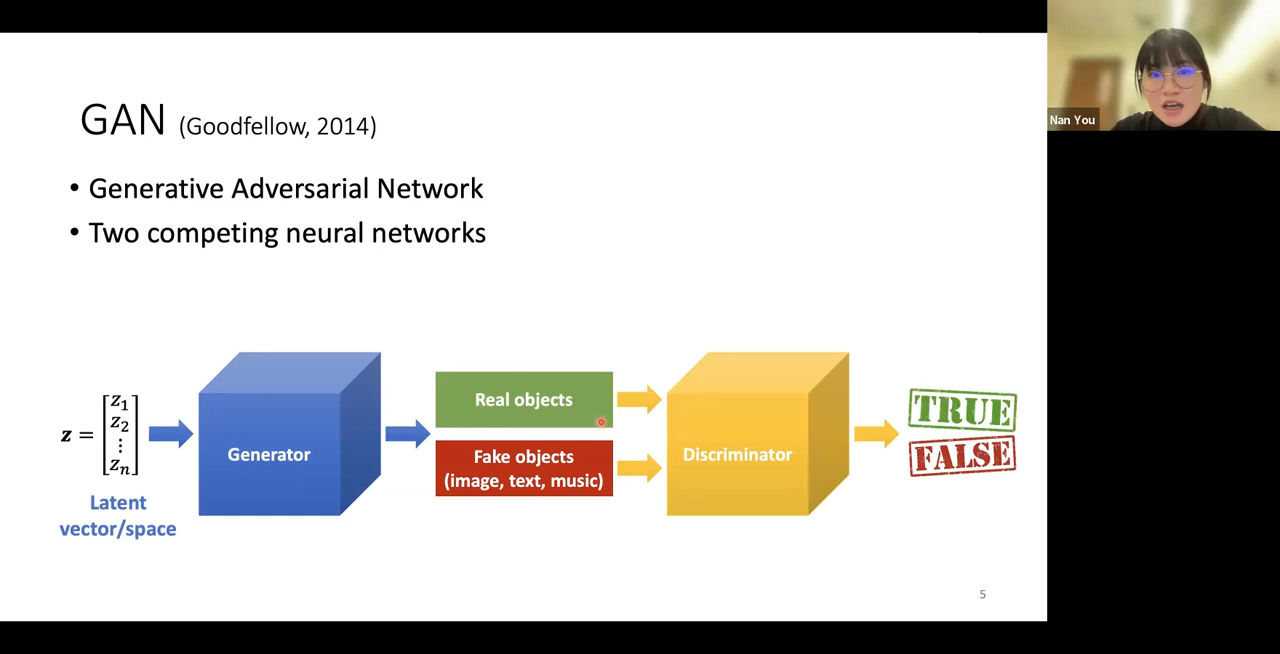 GAN (Goodfellow, 2014)
• Generative Adversarial Network
• Two competing neural networks
z = [z1 z2 ⋮ zn]
Latent
vector/space
Generator
Real objects
Fake objects
(image, text, music)
Discriminator
TRUE
FALSE
5
Nan You